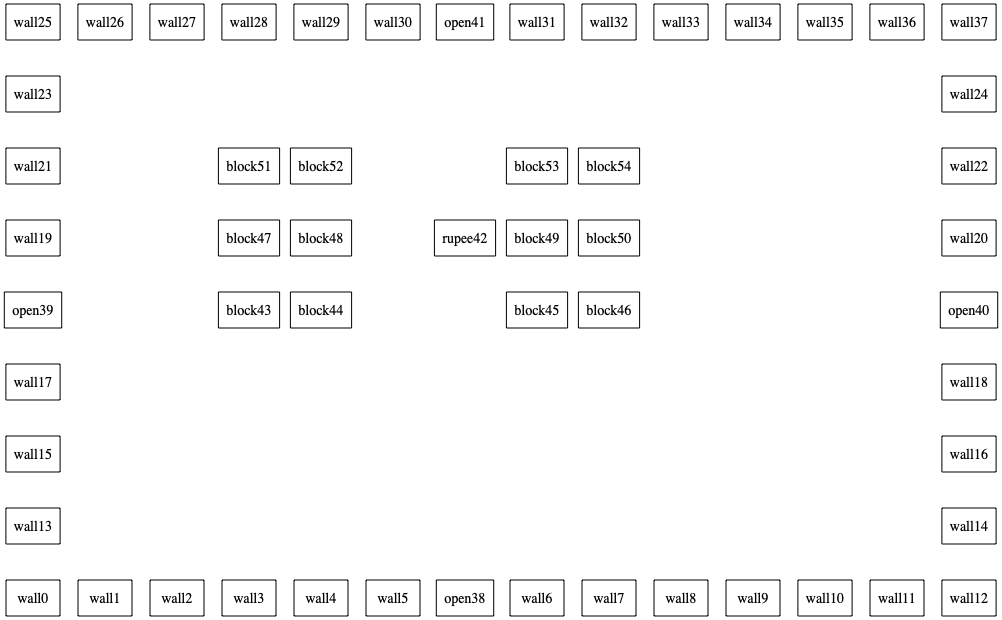 wall25 wall26 wall27 wall28 wall29 wall30 open41 wall31 wall32 wall33 wall34 wall35 wall36 wall37
wall23 wall24
wall21 block51 block52 block53 block54 wall22
wall19 block47 block48 rupee42 block49 block50 wall20
open39 block43 block44 block45 block46 open40
wall17 wall18
wall15 wall16
wall13 wall14
wall0 wall1 wall2 wall3 wall4 wall5 open38 wall6 wall7 wall8 wall9 wall10 wall11 wall12